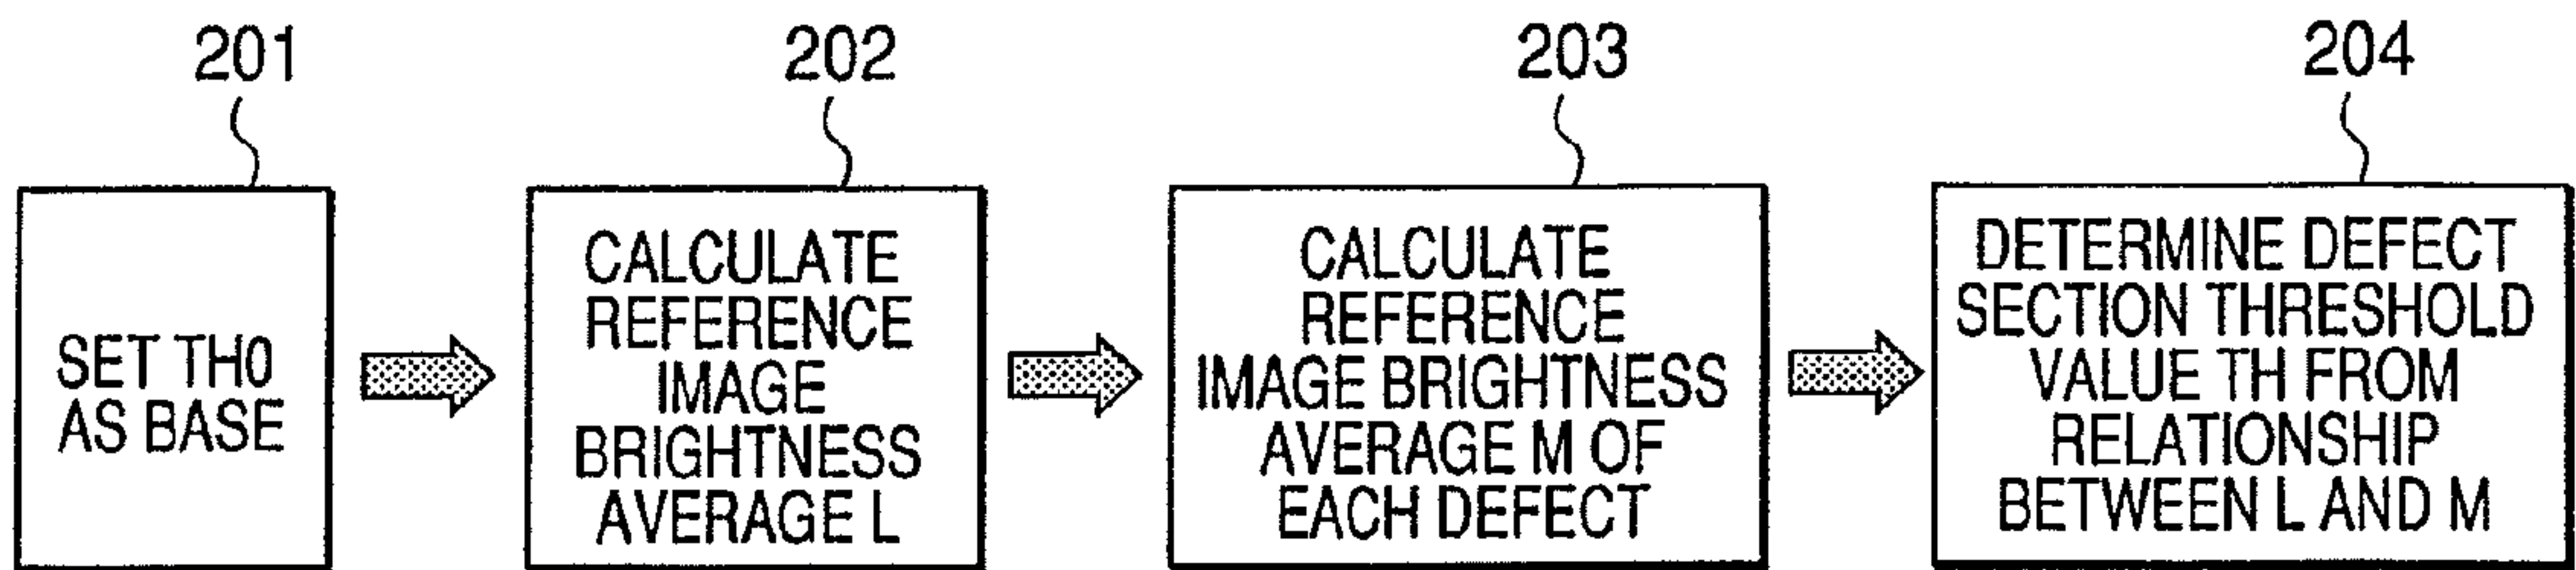 201
202
203
204
SET TH0
AS BASE
CALCULATE
REFERENCE
IMAGE
BRIGHTNESS
AVERAGE L
CALCULATE
REFERENCE
IMAGE BRIGHTNESS
AVERAGE M OF
EACH DEFECT
DETERMINE DEFECT
SECTION THRESHOLD
VALUE TH FROM
RELATIONSHIP
BETWEEN L AND M